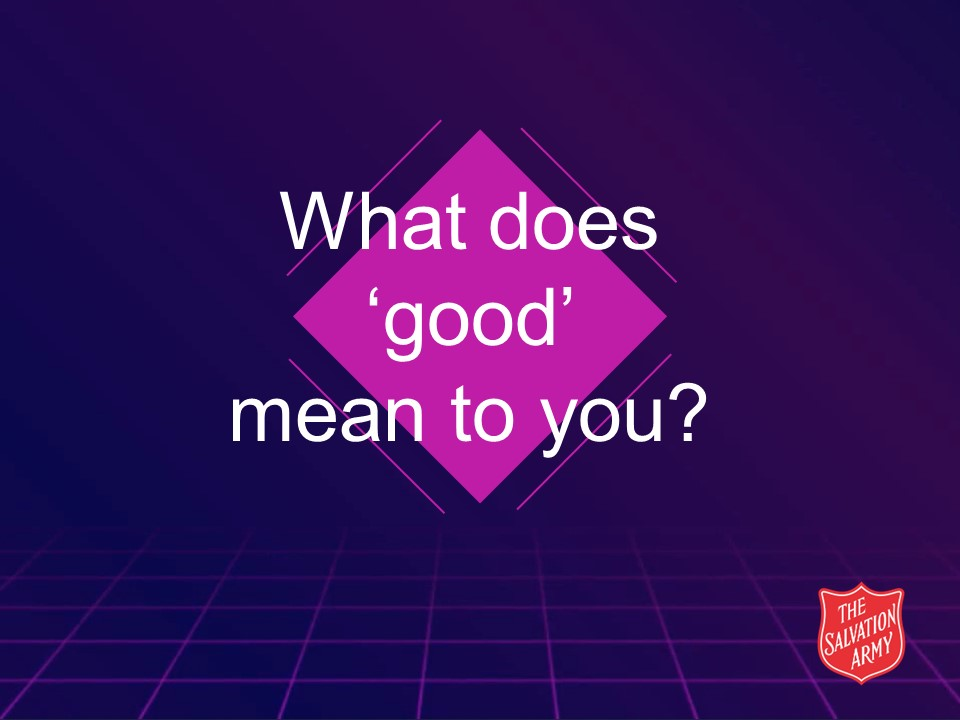 What does
‘good’
mean to you?
THE
SALVATION
ARMY